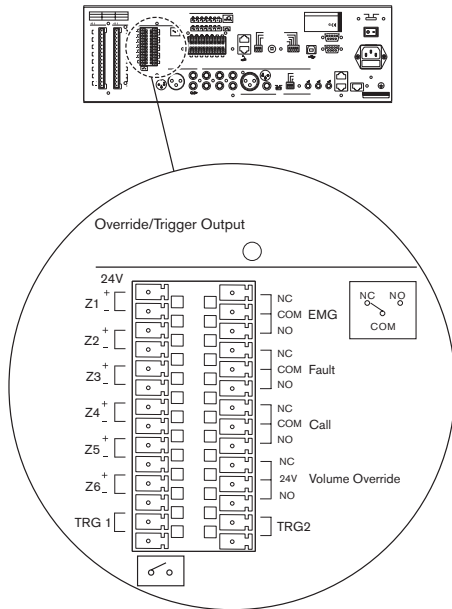 Override/Trigger Output
24V
Z1 + -
Z2 + -
Z3 + -
Z4 + -
Z5 + -
Z6 + -
TRG 1
NC
COM EMG
NO
NC
COM Fault
NO
NC
COM Call
NO
NC
24V Volume Override
NO
TRG2
NC NO
COM